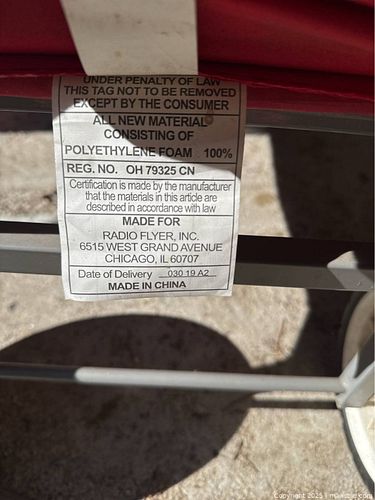 UNDER PENALTY OF LAW
THIS TAG NOT TO BE REMOVED
EXCEPT BY THE CONSUMER
ALL NEW MATERIAL
CONSISTING OF
POLYETHYLENE FOAM 100%
REG. NO. OH 79325 CN
Certification is made by the manufacturer
that the materials in this article are
described in accordance with law
MADE FOR
RADIO FLYER, INC.
6515 WEST GRAND AVENUE
CHICAGO, IL 60707
Date of Delivery 030 19 A2
MADE IN CHINA